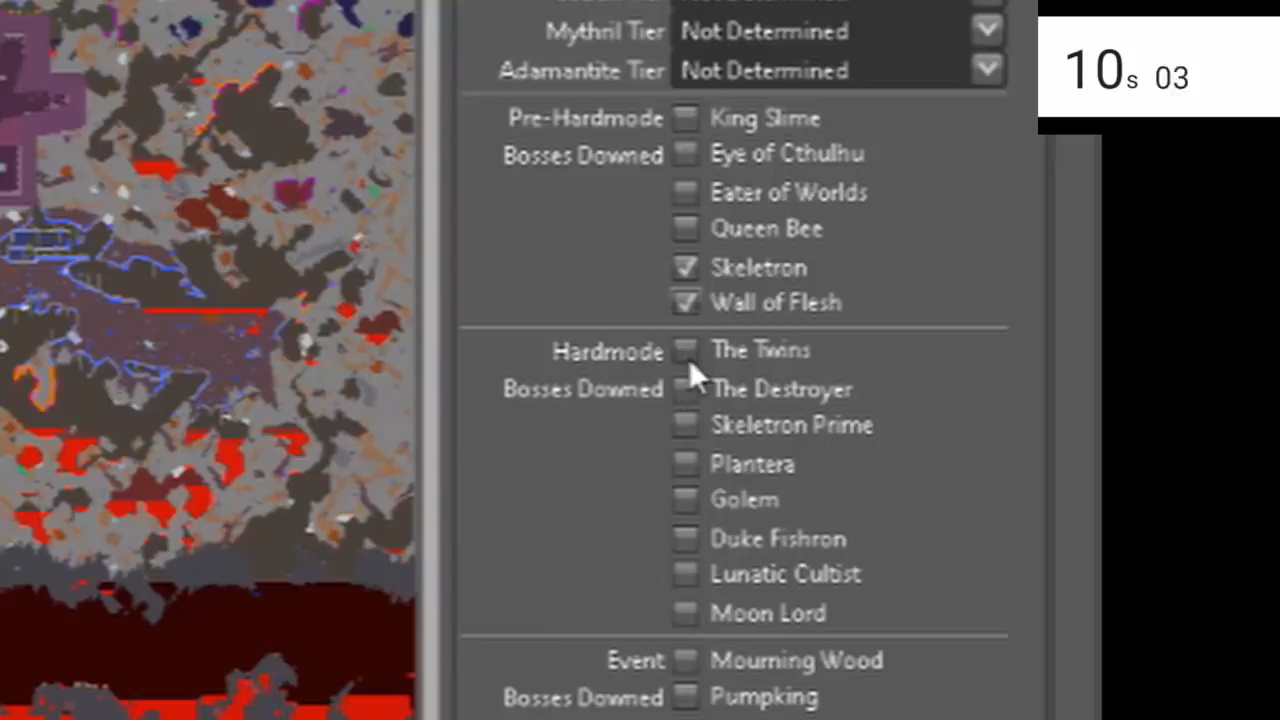 Mythril Tier Not Determined
Adamantite Tier Not Determined
10s 03
Pre-Hardmode King Slime
Bosses Downed Eye of Cthulhu
Eater of Worlds
Queen Bee
Skeletron
Wall of Flesh
Hardmode The Twins
Bosses Downed The Destroyer
Skeletron Prime
Plantera
Golem
Duke Fishron
Lunatic Cultist
Moon Lord
Event Mourning Wood
Bosses Downed Pumpking